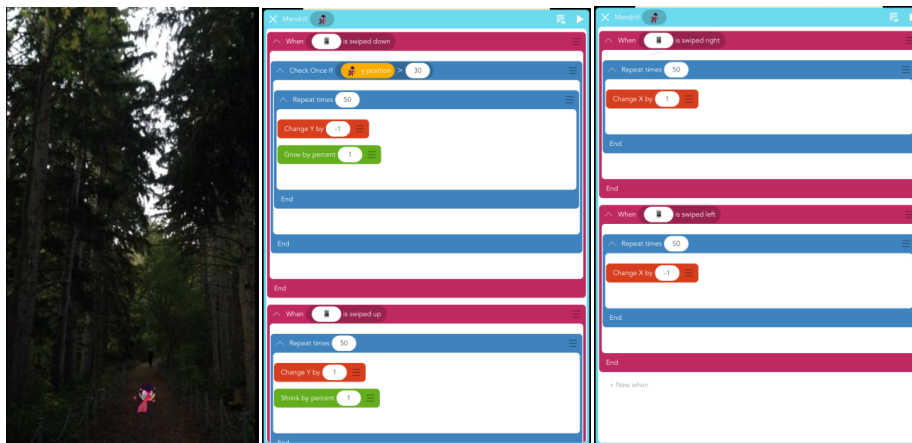 Mandrill
When is swiped down
Check Once If y position > 30
Repeat times 50
Change Y by -1
Grow by percent 1
End
End
End
When is swiped up
Repeat times 50
Change Y by 1
Shrink by percent 1
End
Mandrill
When is swiped right
Repeat times 50
Change X by 1
End
End
When is swiped left
Repeat times 50
Change X by -1
End
End
+ New when